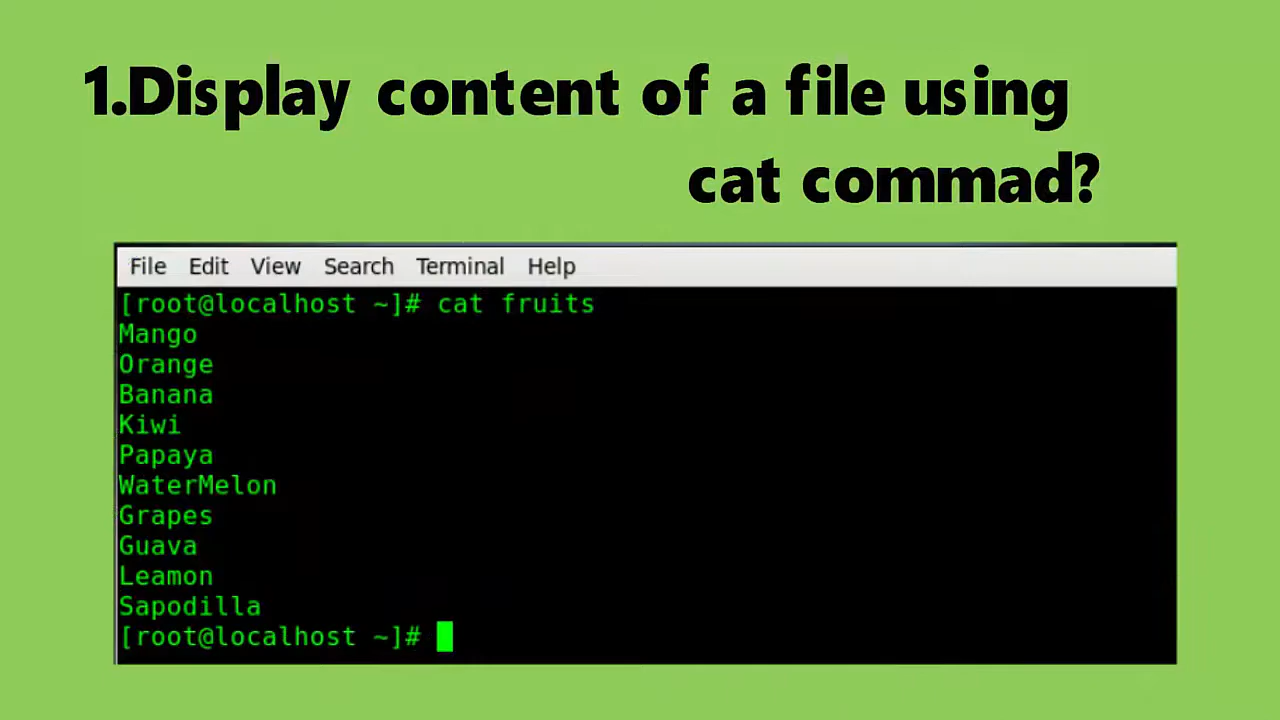 1.Display content of a file using
cat commad?
File Edit View Search Terminal Help
[root@localhost ~]# cat fruits
Mango
Orange
Banana
Kiwi
Papaya
WaterMelon
Grapes
Guava
Leamon
Sapodilla
[root@localhost ~]#